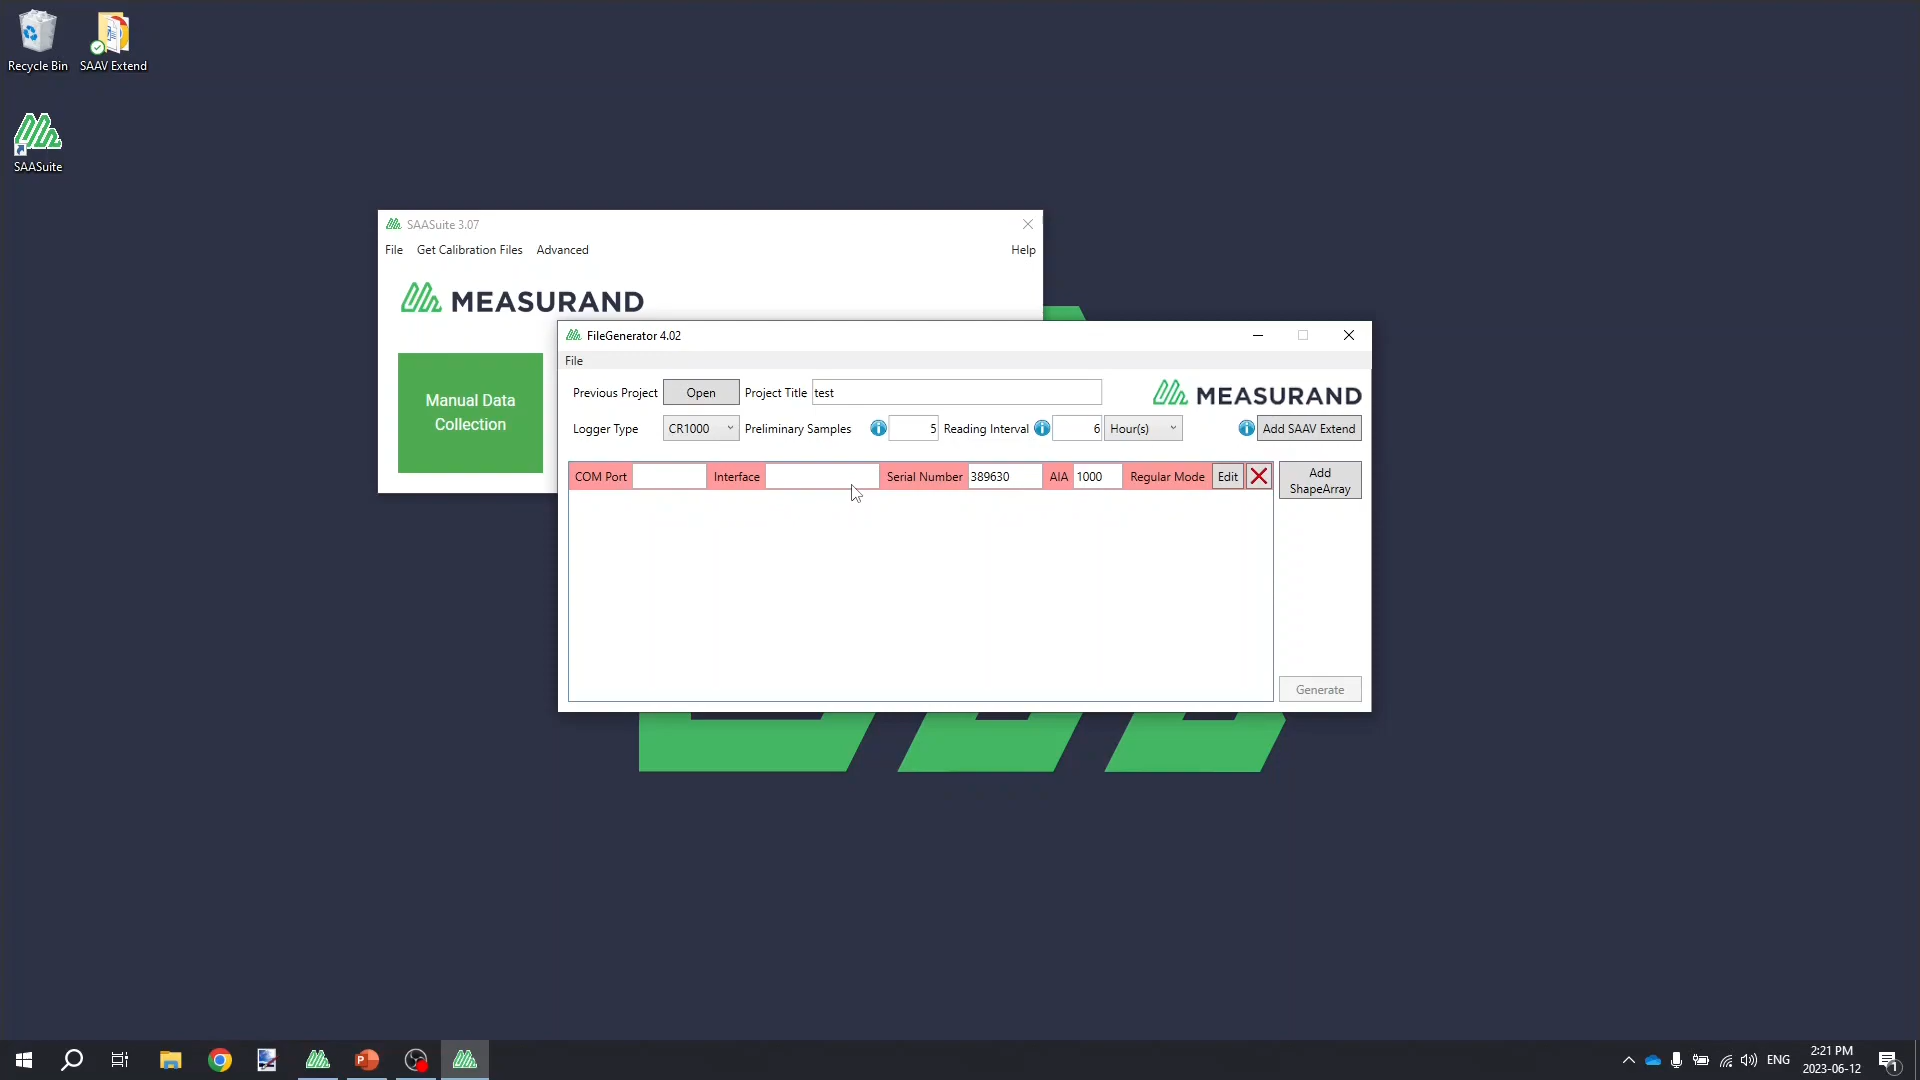 Recycle Bin
SAAV Extend
SAASuite
SAASuite 3.07
File Get Calibration Files Advanced Help
MEASURAND
Manual Data
Collection
FileGenerator 4.02
File
Previous Project Open Project Title test
MEASURAND
Logger Type CR1000 Preliminary Samples 5 Reading Interval 6 Hour(s) Add SAAV Extend
COM Port Interface Serial Number 389630 AIA 1000 Regular Mode Edit
Add
ShapeArray
Generate
ENG
2:21 PM
2023-06-12
1